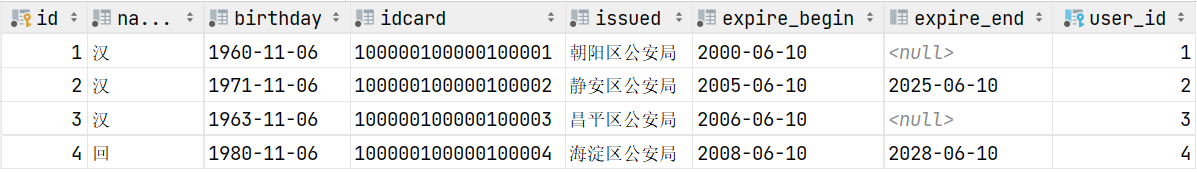 id na... birthday idcard issued expire_begin expire_end user_id
1 汉 1960-11-06 100000100000100001 朝阳区公安局 2000-06-10 <null> 1
2 汉 1971-11-06 100000100000100002 静安区公安局 2005-06-10 2025-06-10 2
3 汉 1963-11-06 100000100000100003 昌平区公安局 2006-06-10 <null> 3
4 回 1980-11-06 100000100000100004 海淀区公安局 2008-06-10 2028-06-10 4